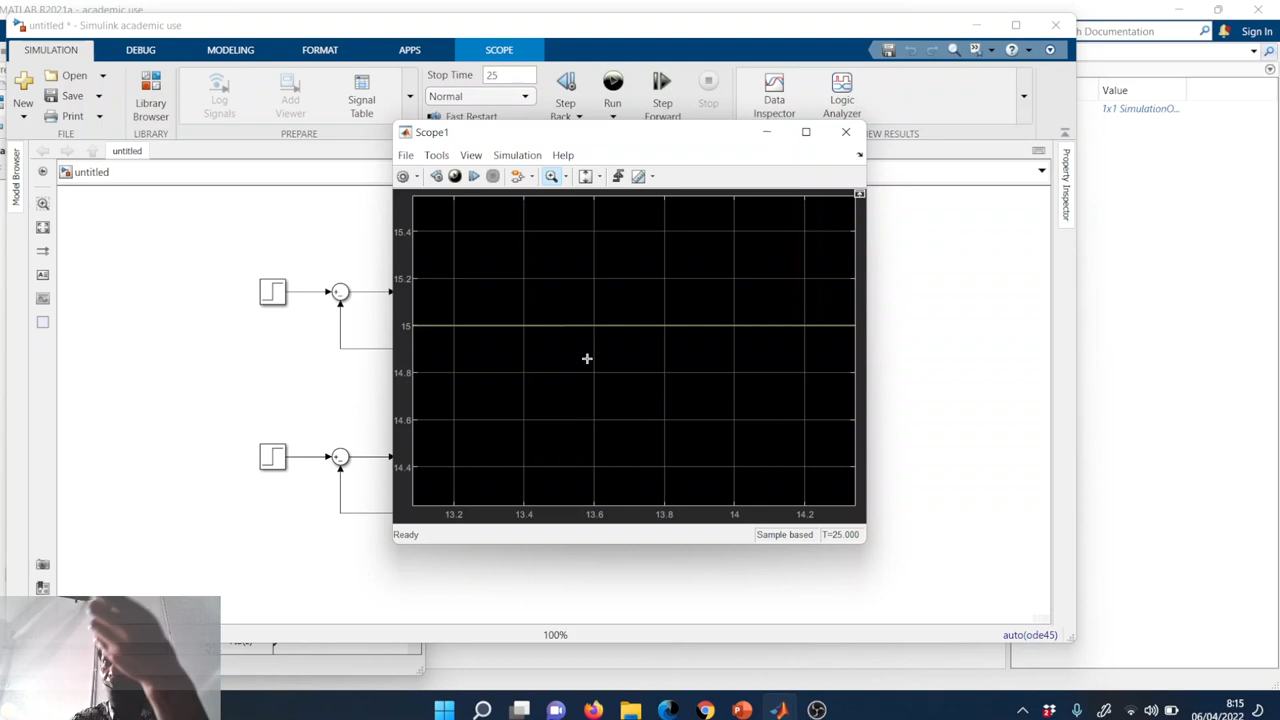 MATLAB R2021a - academic use
untitled * - Simulink academic use
h Documentation
Sign In
SIMULATION
DEBUG
MODELING
FORMAT
APPS
SCOPE
New
Open
Save
Print
FILE
Library
Browser
LIBRARY
Log
Signals
Add
Viewer
Signal
Table
PREPARE
Stop Time
25
Normal
Fast Restart
Step
Back
Run
Step
Forward
Stop
Data
Inspector
Logic
Analyzer
EW RESULTS
Value
1x1 SimulationO...
Model Browser
untitled
untitled
Property Inspector
Scope1
File Tools View Simulation Help
15.4
15.2
15
14.8
14.6
14.4
13.2 13.4 13.6 13.8 14 14.2
Ready
Sample based
T=25.000
100%
auto(ode45)
8:15
06/04/2022